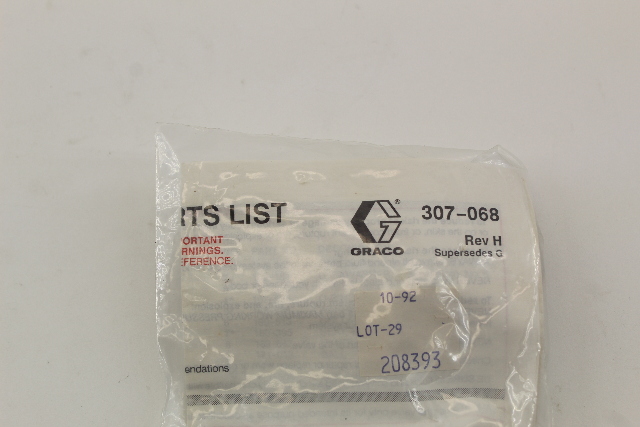 RTS LIST
GRACO
307-068
Rev H
Supersedes G
ORTANT
RNINGS.
FERENCE.
10-92
LOT-29
208393
endations